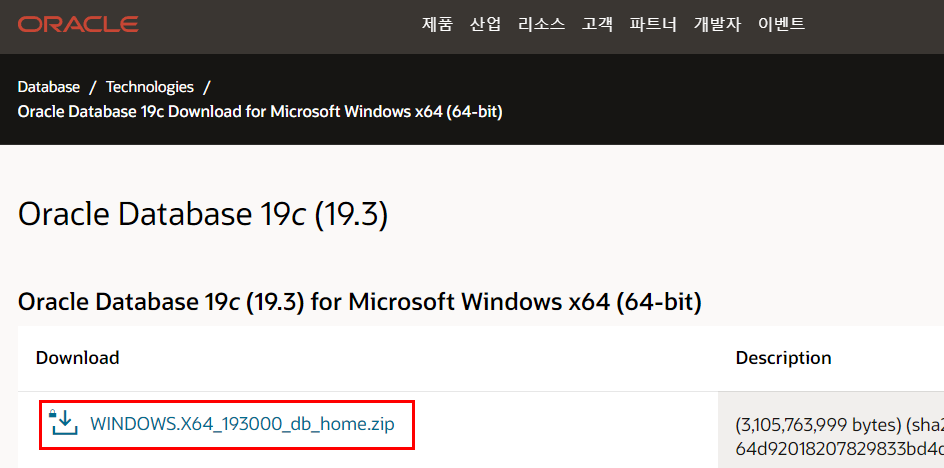 ORACLE 제품 산업 리소스 고객 파트너 개발자 이벤트
Database / Technologies /
Oracle Database 19c Download for Microsoft Windows x64 (64-bit)
Oracle Database 19c (19.3)
Oracle Database 19c (19.3) for Microsoft Windows x64 (64-bit)
Download Description
WINDOWS.X64_193000_db_home.zip (3,105,763,999 bytes) (sha2
64d92018207829833bd4d